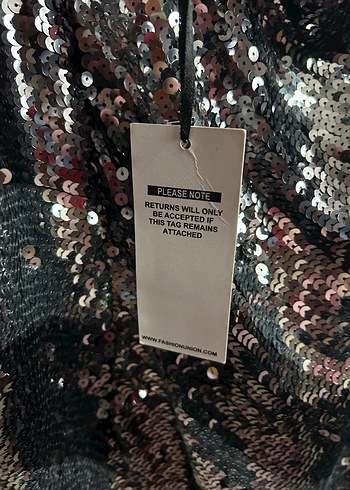 PLEASE NOTE
RETURNS WILL ONLY
BE ACCEPTED IF
THIS TAG REMAINS
ATTACHED
WWW.FASHIONUNION.COM